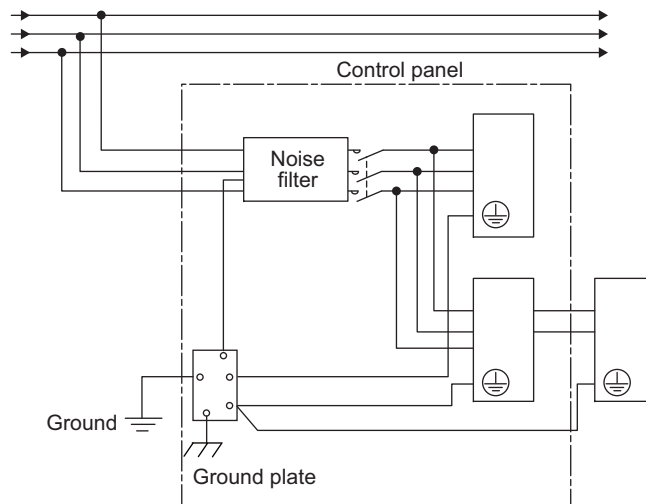 Control panel
Noise
filter
Ground
Ground plate